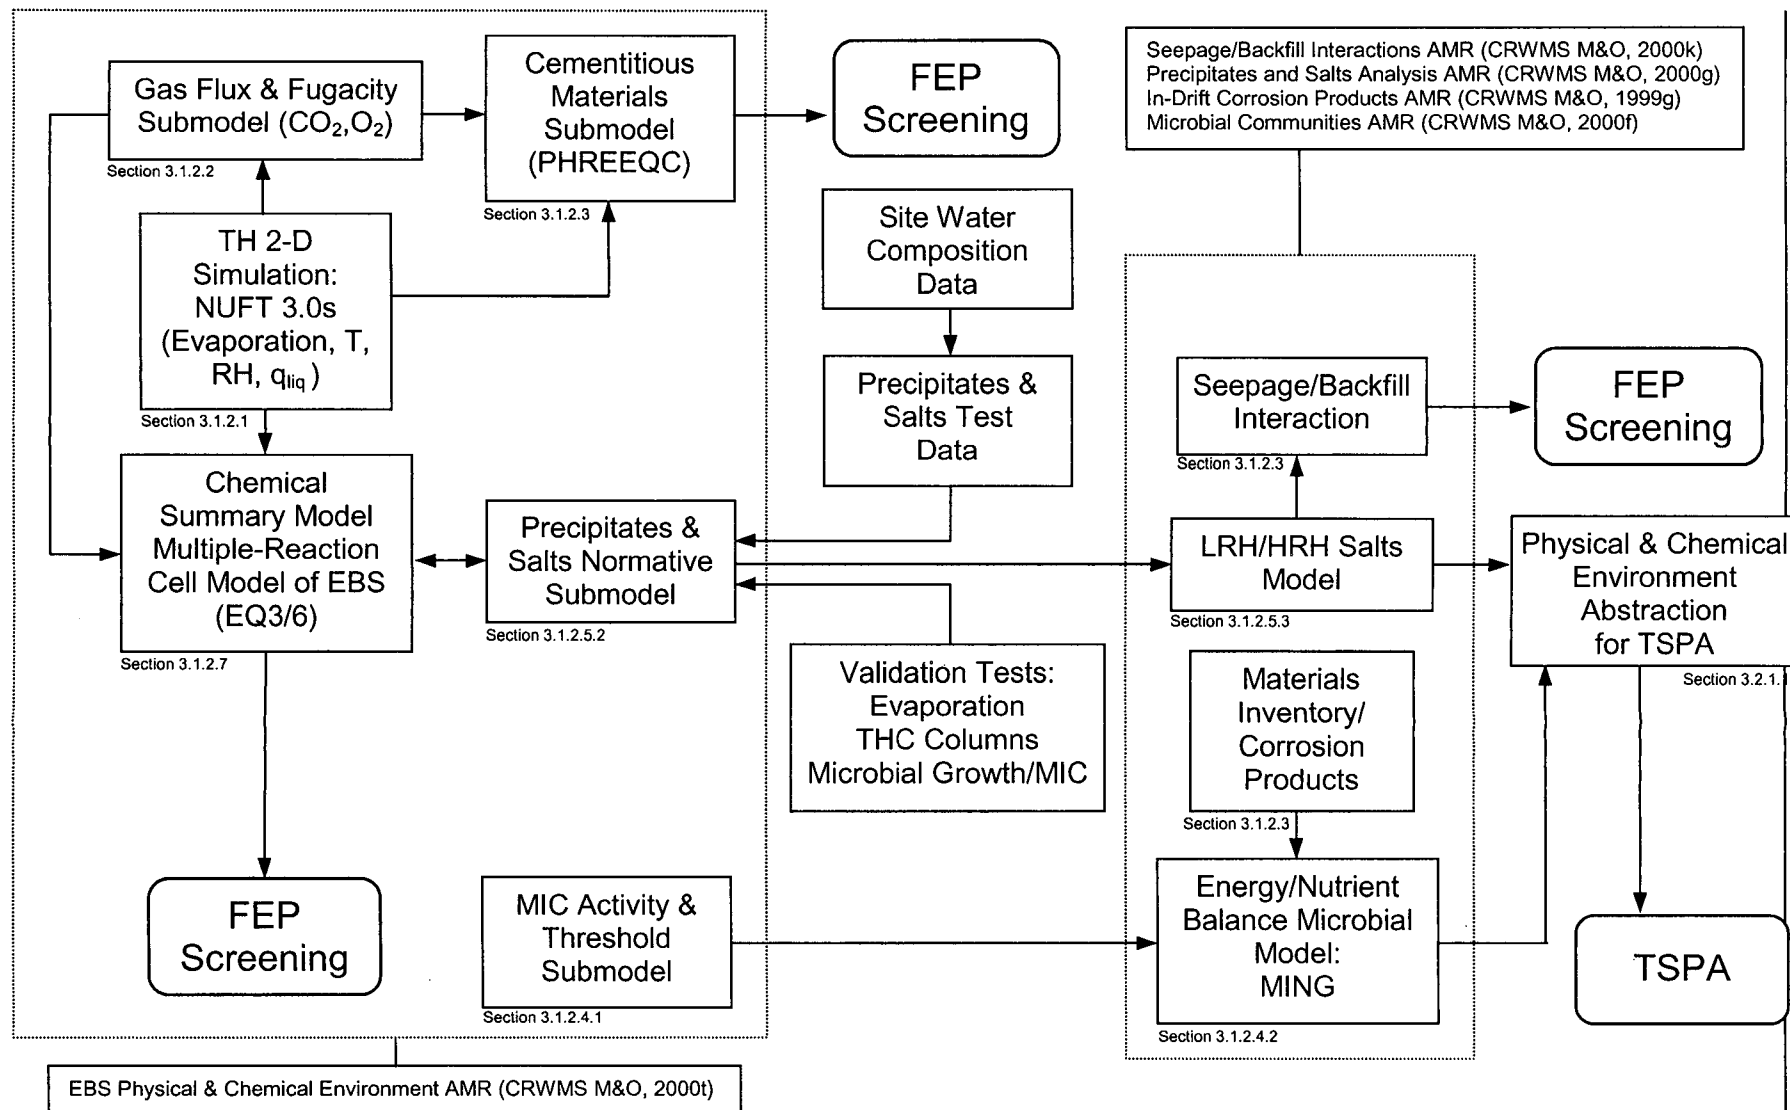 Gas Flux & Fugacity
Submodel (CO₂,O₂)
Section 3.1.2.2
Cementitious
Materials
Submodel
(PHREEQC)
Section 3.1.2.3
FEP
Screening
Seepage/Backfill Interactions AMR (CRWMS M&O, 2000k)
Precipitates and Salts Analysis AMR (CRWMS M&O, 2000g)
In-Drift Corrosion Products AMR (CRWMS M&O, 1999g)
Microbial Communities AMR (CRWMS M&O, 2000f)
TH 2-D
Simulation:
NUFT 3.0s
(Evaporation, T,
RH, qliq )
Section 3.1.2.1
Site Water
Composition
Data
Precipitates &
Salts Test
Data
Seepage/Backfill
Interaction
Section 3.1.2.3
FEP
Screening
Chemical
Summary Model
Multiple-Reaction
Cell Model of EBS
(EQ3/6)
Section 3.1.2.7
Precipitates &
Salts Normative
Submodel
Section 3.1.2.5.2
LRH/HRH Salts
Model
Section 3.1.2.5.3
Physical & Chemical
Environment
Abstraction
for TSPA
Section 3.2.1.1
Validation Tests:
Evaporation
THC Columns
Microbial Growth/MIC
Materials
Inventory/
Corrosion
Products
Section 3.1.2.3
FEP
Screening
MIC Activity &
Threshold
Submodel
Section 3.1.2.4.1
Energy/Nutrient
Balance Microbial
Model:
MING
Section 3.1.2.4.2
TSPA
EBS Physical & Chemical Environment AMR (CRWMS M&O, 2000t)